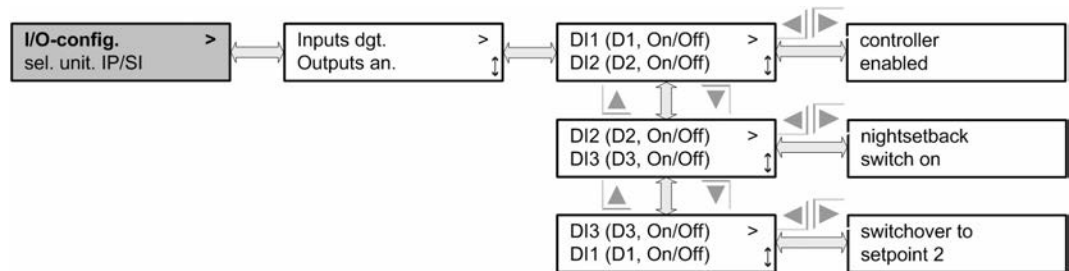 I/O-config. >
sel. unit. IP/SI
Inputs dgt. >
Outputs an. ↕
DI1 (D1, On/Off) >
DI2 (D2, On/Off) ↕
controller
enabled
DI2 (D2, On/Off) >
DI3 (D3, On/Off) ↕
nightsetback
switch on
DI3 (D3, On/Off) >
DI1 (D1, On/Off) ↕
switchover to
setpoint 2